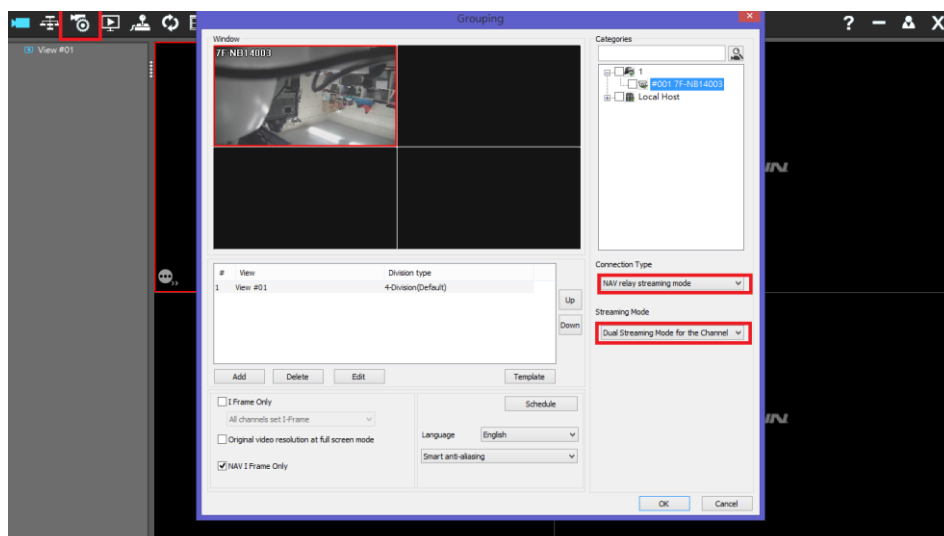 Grouping
? X
View #01
Window
7F-NB14003
Categories
1
#001 7F-NB14003
Local Host
Connection Type
NAV relay streaming mode
Streaming Mode
Dual Streaming Mode for the Channel
# View Division type
1 View #01 4-Division(Default)
Up
Down
Add Delete Edit Template
I Frame Only
All channels set I-Frame
Original video resolution at full screen mode
NAV I Frame Only
Schedule
Language English
Smart anti-aliasing
OK Cancel